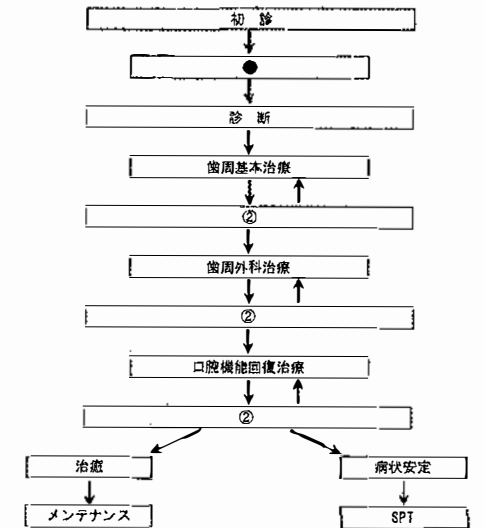 初診
●
診断
歯周基本治療
②
歯周外科治療
②
口腔機能回復治療
②
治癒
病状安定
メンテナンス
SPT